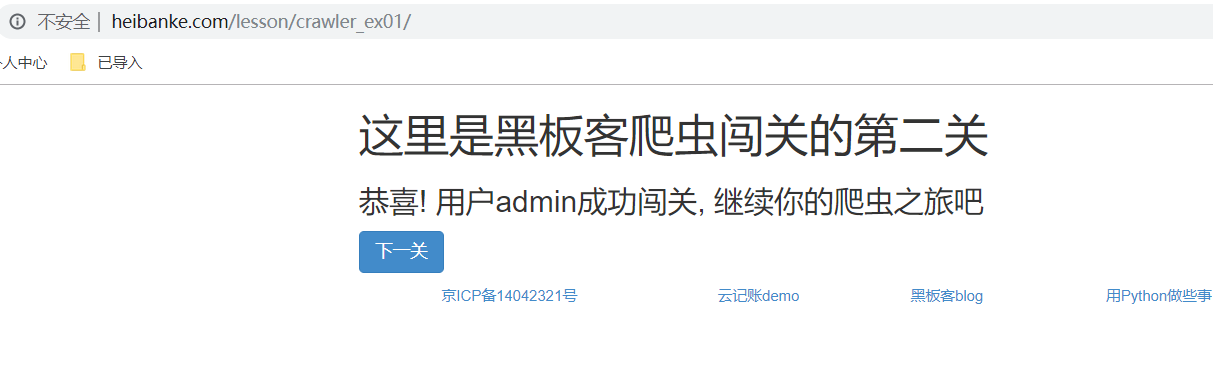 不安全 | heibanke.com/lesson/crawler_ex01/
人中心 已导入
这里是黑板客爬虫闯关的第二关
恭喜! 用户admin成功闯关, 继续你的爬虫之旅吧
下一关
京ICP备14042321号 云记账demo 黑板客blog 用Python做些事